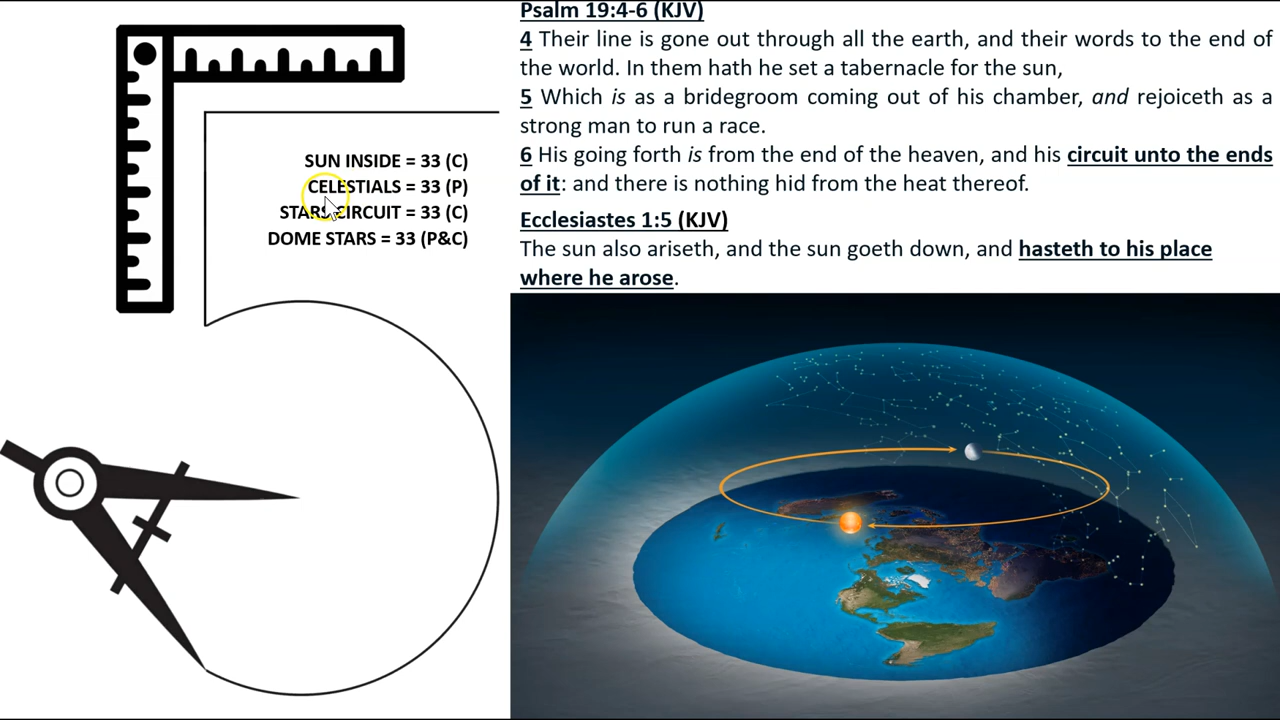 SUN INSIDE = 33 (C)
CELESTIALS = 33 (P)
STARS CIRCUIT = 33 (C)
DOME STARS = 33 (P&C)
Psalm 19:4-6 (KJV)
4 Their line is gone out through all the earth, and their words to the end of
the world. In them hath he set a tabernacle for the sun,
5 Which is as a bridegroom coming out of his chamber, and rejoiceth as a
strong man to run a race.
6 His going forth is from the end of the heaven, and his circuit unto the ends
of it: and there is nothing hid from the heat thereof.
Ecclesiastes 1:5 (KJV)
The sun also ariseth, and the sun goeth down, and hasteth to his place
where he arose.